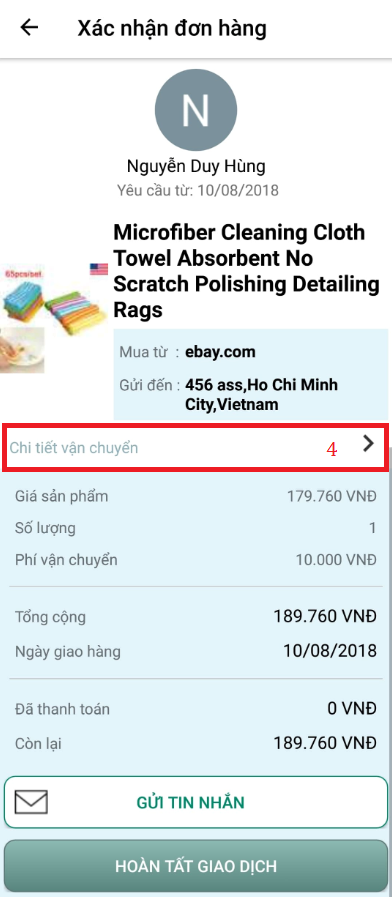 Xác nhận đơn hàng
N
Nguyễn Duy Hùng
Yêu cầu từ: 10/08/2018
65pcs/set
Microfiber Cleaning Cloth
Towel Absorbent No
Scratch Polishing Detailing
Rags
Mua từ : ebay.com
Gửi đến : 456 ass,Ho Chi Minh
City,Vietnam
Chi tiết vận chuyển 4
Giá sản phẩm 179.760 VNĐ
Số lượng 1
Phí vận chuyển 10.000 VNĐ
Tổng cộng 189.760 VNĐ
Ngày giao hàng 10/08/2018
Đã thanh toán 0 VNĐ
Còn lại 189.760 VNĐ
GỬI TIN NHẮN
HOÀN TẤT GIAO DỊCH